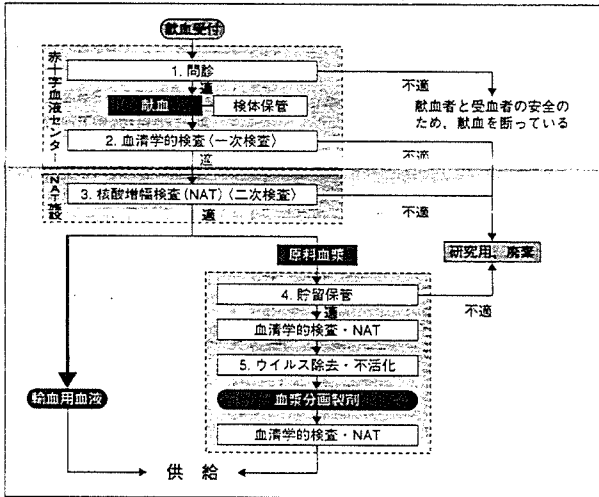 献血受付
赤十字血液センター
1. 問診
不適
適
献血
検体保管
献血者と受血者の安全の
ため，献血を断っている
2. 血清学的検査〈一次検査〉
適
不適
NAT施設
3. 核酸増幅検査(NAT)〈二次検査〉
適
不適
原料血漿
研究用、廃棄
4. 貯留保管
適
不適
血清学的検査・NAT
5. ウイルス除去・不活化
輸血用血液
血漿分画製剤
血清学的検査・NAT
供 給